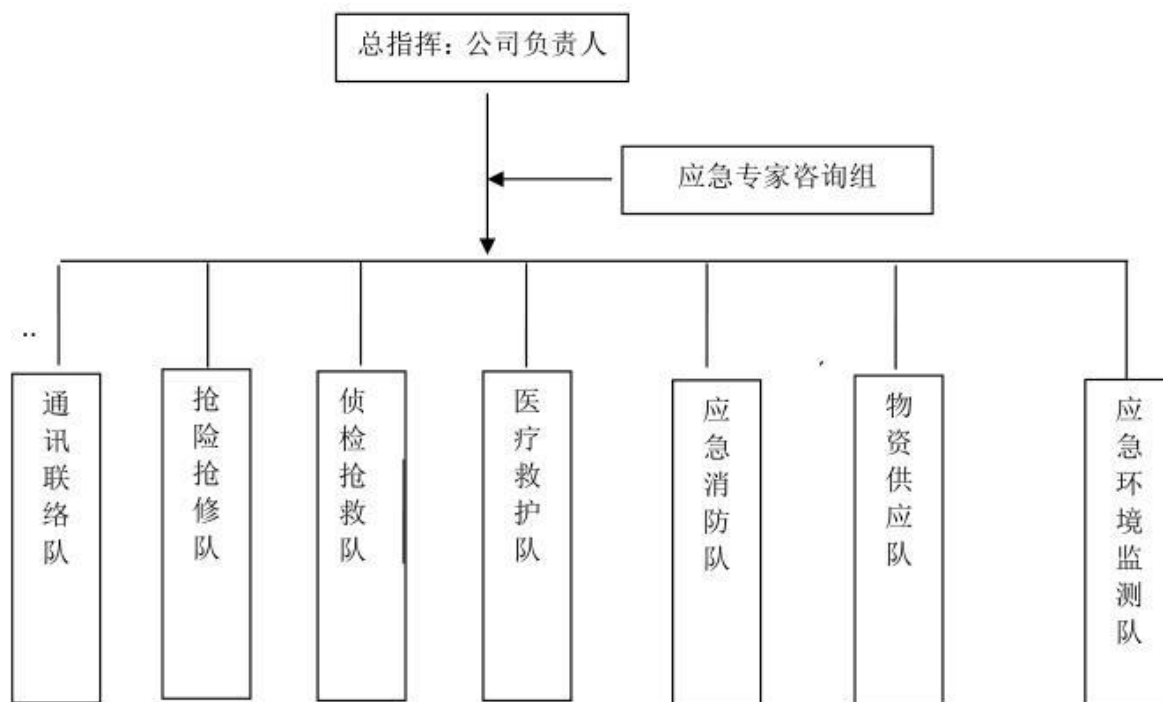 总指挥：公司负责人
应急专家咨询组
通讯联络队
抢险抢修队
侦检抢救队
医疗救护队
应急消防队
物资供应队
应急环境监测队